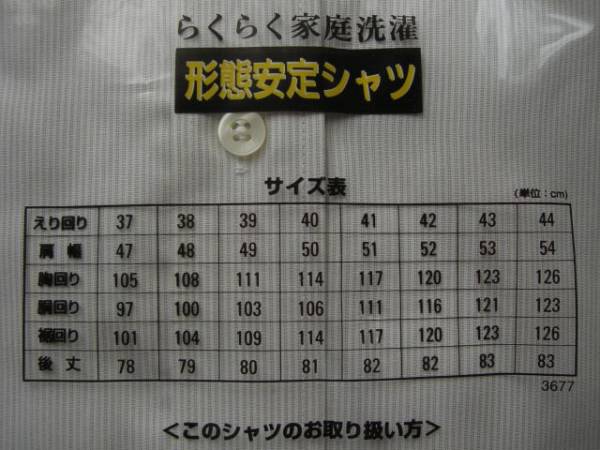 らくらく家庭洗濯
形態安定シャツ
サイズ表
(単位:cm)
えり回り 37 38 39 40 41 42 43 44
肩幅 47 48 49 50 51 52 53 54
胸回り 105 108 111 114 117 120 123 126
胴回り 97 100 103 106 111 116 121 123
裾回り 101 104 109 114 117 120 123 126
後丈 78 79 80 81 82 82 83 83
3677
<このシャツのお取り扱い方>